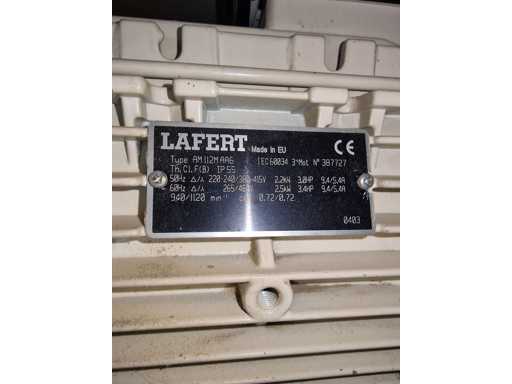 LAFERT Made In EU CE
Type AM112MAA6 IEC60034 3~Mot N° 387727
Th.Cl.F(B) IP55
50Hz Δ/⅄ 220-240/380-415V 2.2kW 3.0HP 9.4/5.4A
60Hz Δ/⅄ 265/460V 2.5kW 3.4HP 9.4/5.4A
940/1120 min⁻¹ cosφ 0.72/0.72
0403